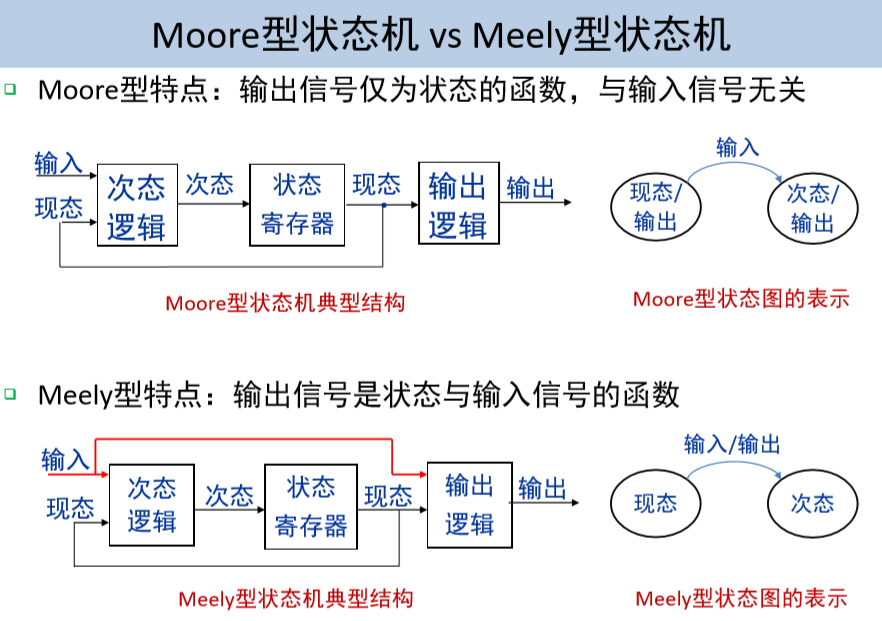 Moore型状态机 vs Meely型状态机
Moore型特点：输出信号仅为状态的函数，与输入信号无关
输入
现态
次态
逻辑
次态
状态
寄存器
现态
输出
逻辑
输出
Moore型状态机典型结构
输入
现态/
输出
次态/
输出
Moore型状态图的表示
Meely型特点：输出信号是状态与输入信号的函数
输入
现态
次态
逻辑
次态
状态
寄存器
现态
输出
逻辑
输出
Meely型状态机典型结构
输入/输出
现态
次态
Meely型状态图的表示